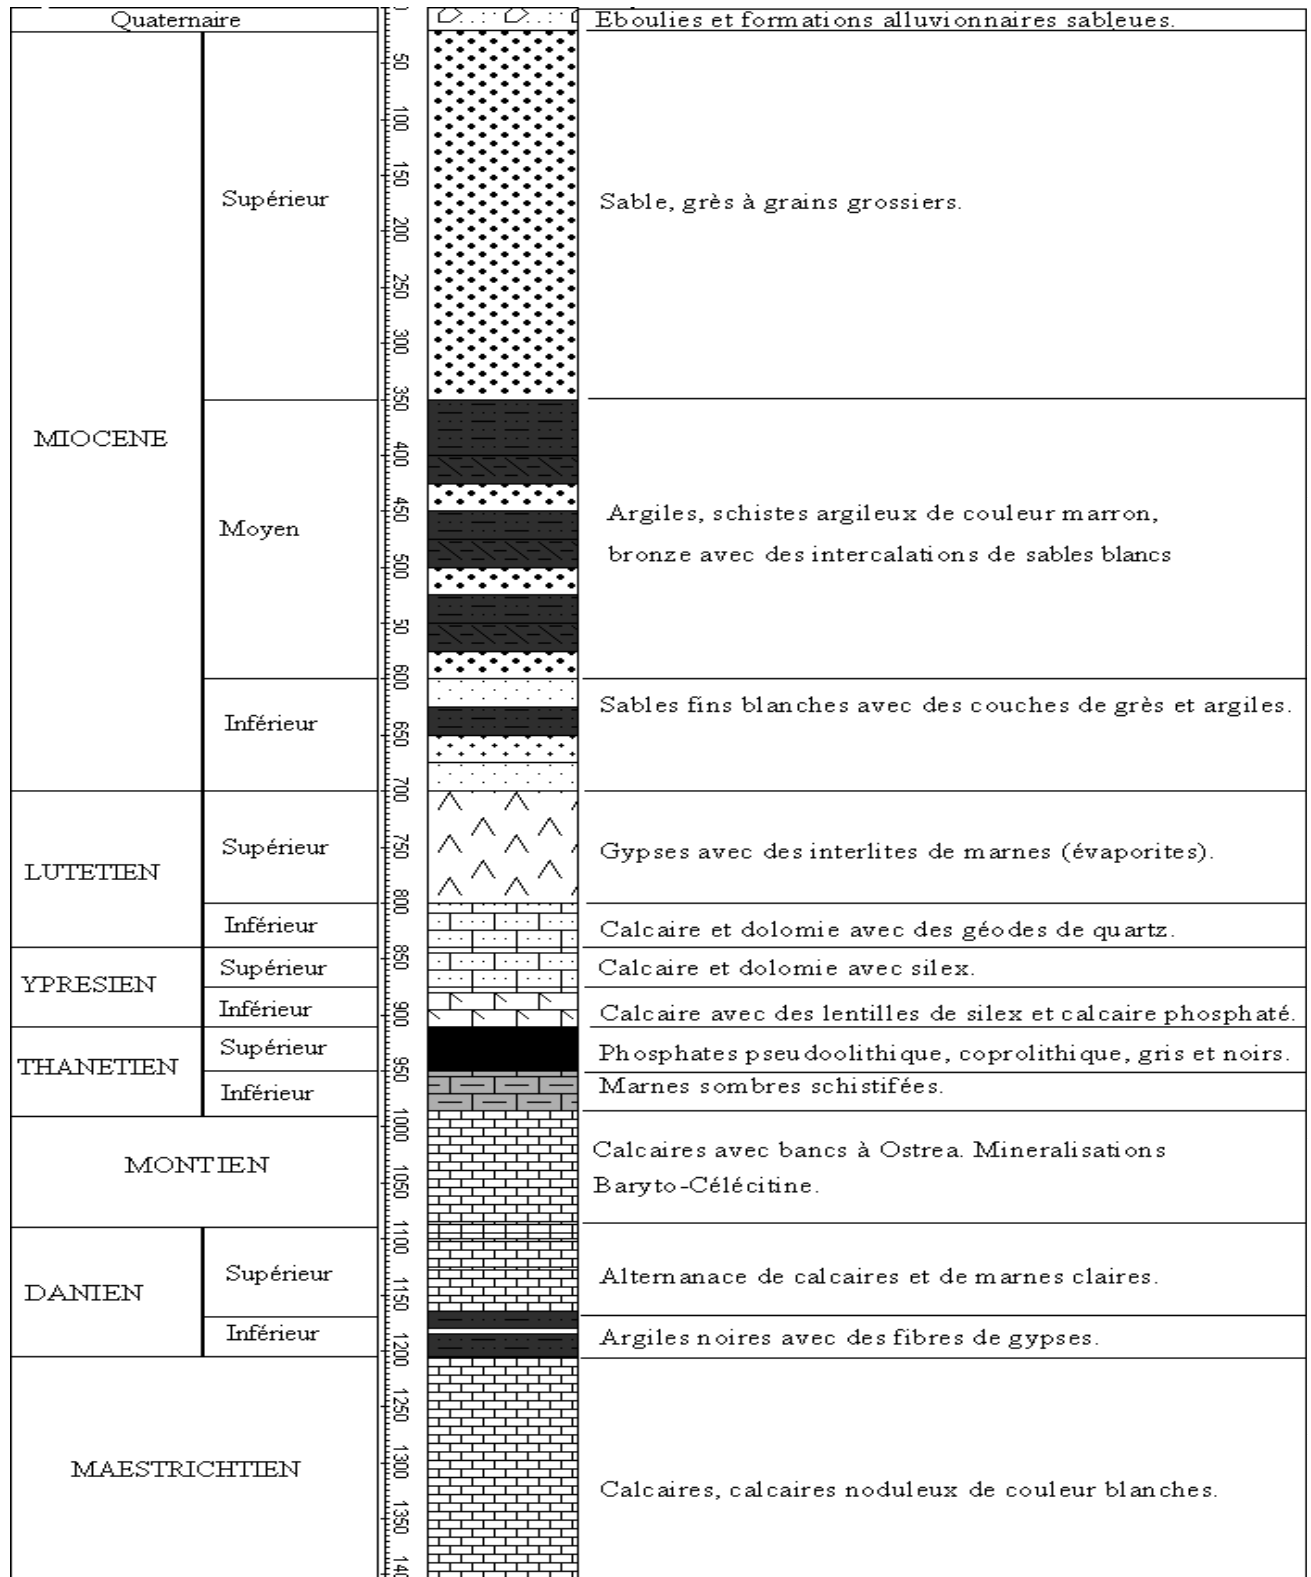 Quaternaire
Eboulies et formations alluvionnaires sableues.
MIOCENE
Supérieur
Sable, grès à grains grossiers.
Moyen
Argiles, schistes argileux de couleur marron,
bronze avec des intercalations de sables blancs
Inférieur
Sables fins blanches avec des couches de grès et argiles.
LUTETIEN
Supérieur
Gypses avec des interlites de marnes (évaporites).
Inférieur
Calcaire et dolomie avec des géodes de quartz.
YPRESIEN
Supérieur
Calcaire et dolomie avec silex.
Inférieur
Calcaire avec des lentilles de silex et calcaire phosphaté.
THANETIEN
Supérieur
Phosphates pseudoolithique, coprolithique, gris et noirs.
Inférieur
Marnes sombres schistifées.
MONTIEN
Calcaires avec bancs à Ostrea. Mineralisations
Baryto-Célécitine.
DANIEN
Supérieur
Alternanace de calcaires et de marnes claires.
Inférieur
Argiles noires avec des fibres de gypses.
MAESTRICHTIEN
Calcaires, calcaires noduleux de couleur blanches.
50
100
150
200
250
300
350
400
450
500
50
600
650
700
750
800
850
900
950
1000
1050
1100
1150
1200
1250
1300
1350